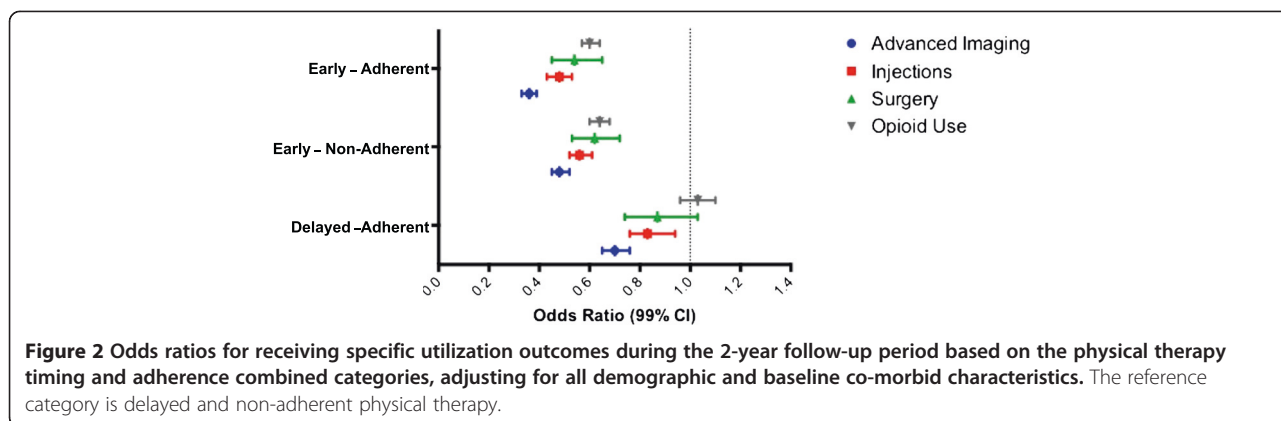 Early – Adherent
Early – Non-Adherent
Delayed –Adherent
0.0 0.2 0.4 0.6 0.8 1.0 1.2 1.4
Odds Ratio (99% CI)
Advanced Imaging
Injections
Surgery
Opioid Use
Figure 2 Odds ratios for receiving specific utilization outcomes during the 2-year follow-up period based on the physical therapy
timing and adherence combined categories, adjusting for all demographic and baseline co-morbid characteristics. The reference
category is delayed and non-adherent physical therapy.